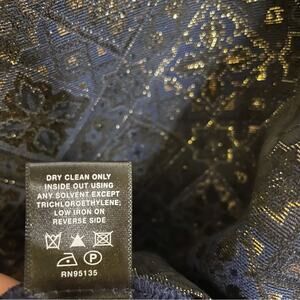 DRY CLEAN ONLY
INSIDE OUT USING
ANY SOLVENT EXCEPT
TRICHLOROETHYLENE;
LOW IRON ON
REVERSE SIDE
P
RN95135